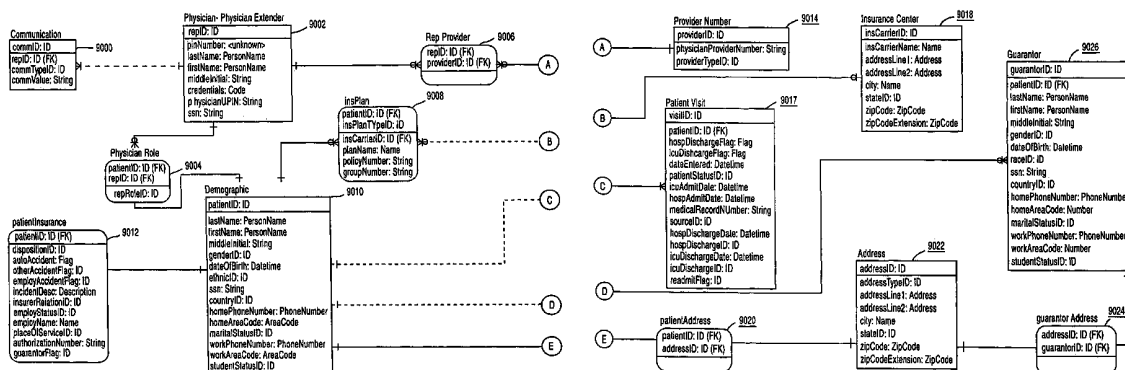 Communication
9000
commID: ID
repID: ID (FK)
commTypeID: ID
commValue: String
Physician- Physician Extender
9002
repID: ID
pinNumber: <unknown>
lastName: PersonName
firstName: PersonName
middleInitial: String
credentials: Code
physicianUPIN: String
ssn: String
Rep Provider
9006
repID: ID (FK)
providerID: ID (FK)
A
insPlan
9008
patientID: ID (FK)
insPlanTYpeID: ID
insCarrierID: ID (FK)
planName: Name
policyNumber: String
groupNumber: String
B
Physician Role
9004
patientID: ID (FK)
repID: ID (FK)
repRoleID: ID
patientInsurance
9012
patientID: ID (FK)
dispositionID: ID
autoAccident: Flag
otherAccidentFlag: ID
employAccidentFlag: ID
incidentDesc: Description
insurerRelationID: ID
employStatusID: ID
employName: Name
placeOfServiceID: ID
authorizationNumber: String
guarantorFlag: ID
Demographic
9010
patientID: ID
lastName: PersonName
firstName: PersonName
middleInitial: String
genderID: ID
dateOfBirth: Datetime
ethnicID: ID
ssn: String
countryID: ID
homePhoneNumber: PhoneNumber
homeAreaCode: AreaCode
maritalStatusID: ID
workPhoneNumber: PhoneNumber
workAreaCode: AreaCode
studentStatusID: ID
C
D
E
A
Provider Number
9014
providerID: ID
physicianProviderNumber: String
providerTypeID: ID
B
Insurance Center
9018
insCarrierID: ID
insCarrierName: Name
addressLine1: Address
addressLine2: Address
city: Name
stateID: ID
zipCode: ZipCode
zipCodeExtension: ZipCode
C
Patient Visit
9017
visitID: ID
patientID: ID (FK)
hospDischargeFlag: Flag
icuDishcargeFlag: Flag
dateEntered: Datetime
patientStatusID: ID
icuAdmitDate: Datetime
hospAdmitDate: Datetime
medicalRecordNUmber: String
sourceID: ID
hospDischargeDate: Datetime
hospDischargeID: ID
icuDischargeDate: Datetime
icuDischargeID: ID
readmitFlag: ID
Guarantor
9026
guarantorID: ID
patientID: ID (FK)
lastName: PersonName
firstName: PersonName
middleInitial: String
genderID: ID
dateOfBirth: Datetime
raceID: ID
ssn: String
countryID: ID
homePhoneNumber: PhoneNumber
homeAreaCode: Number
maritalStatusID: ID
workPhoneNumber: PhoneNumber
workAreaCode: Number
studentStatusID: ID
D
E
patientAddress
9020
patientID: ID (FK)
addressID: ID (FK)
Address
9022
addressID: ID
addressTypeID: ID
addressLine1: Address
addressLine2: Address
city: Name
stateID: ID
zipCode: ZipCode
zipCodeExtension: ZipCode
guarantor Address
9024
addressID: ID (FK)
guarantorID: ID (FK)